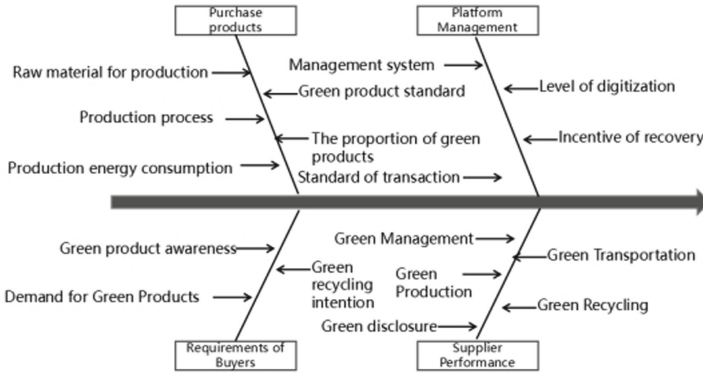 Purchase
products
Platform
Management
Raw material for production
Management system
Green product standard
Level of digitization
Production process
The proportion of green
products
Incentive of recovery
Production energy consumption
Standard of transaction
Green product awareness
Green Management
Green Transportation
Green
recycling
intention
Green
Production
Demand for Green Products
Green Recycling
Green disclosure
Requirements of
Buyers
Supplier
Performance